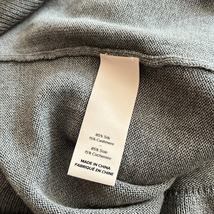 85% Silk
15% Cashmere
85% Soie
15% Cachemire
MADE IN CHINA
FABRIQUÉ EN CHINE